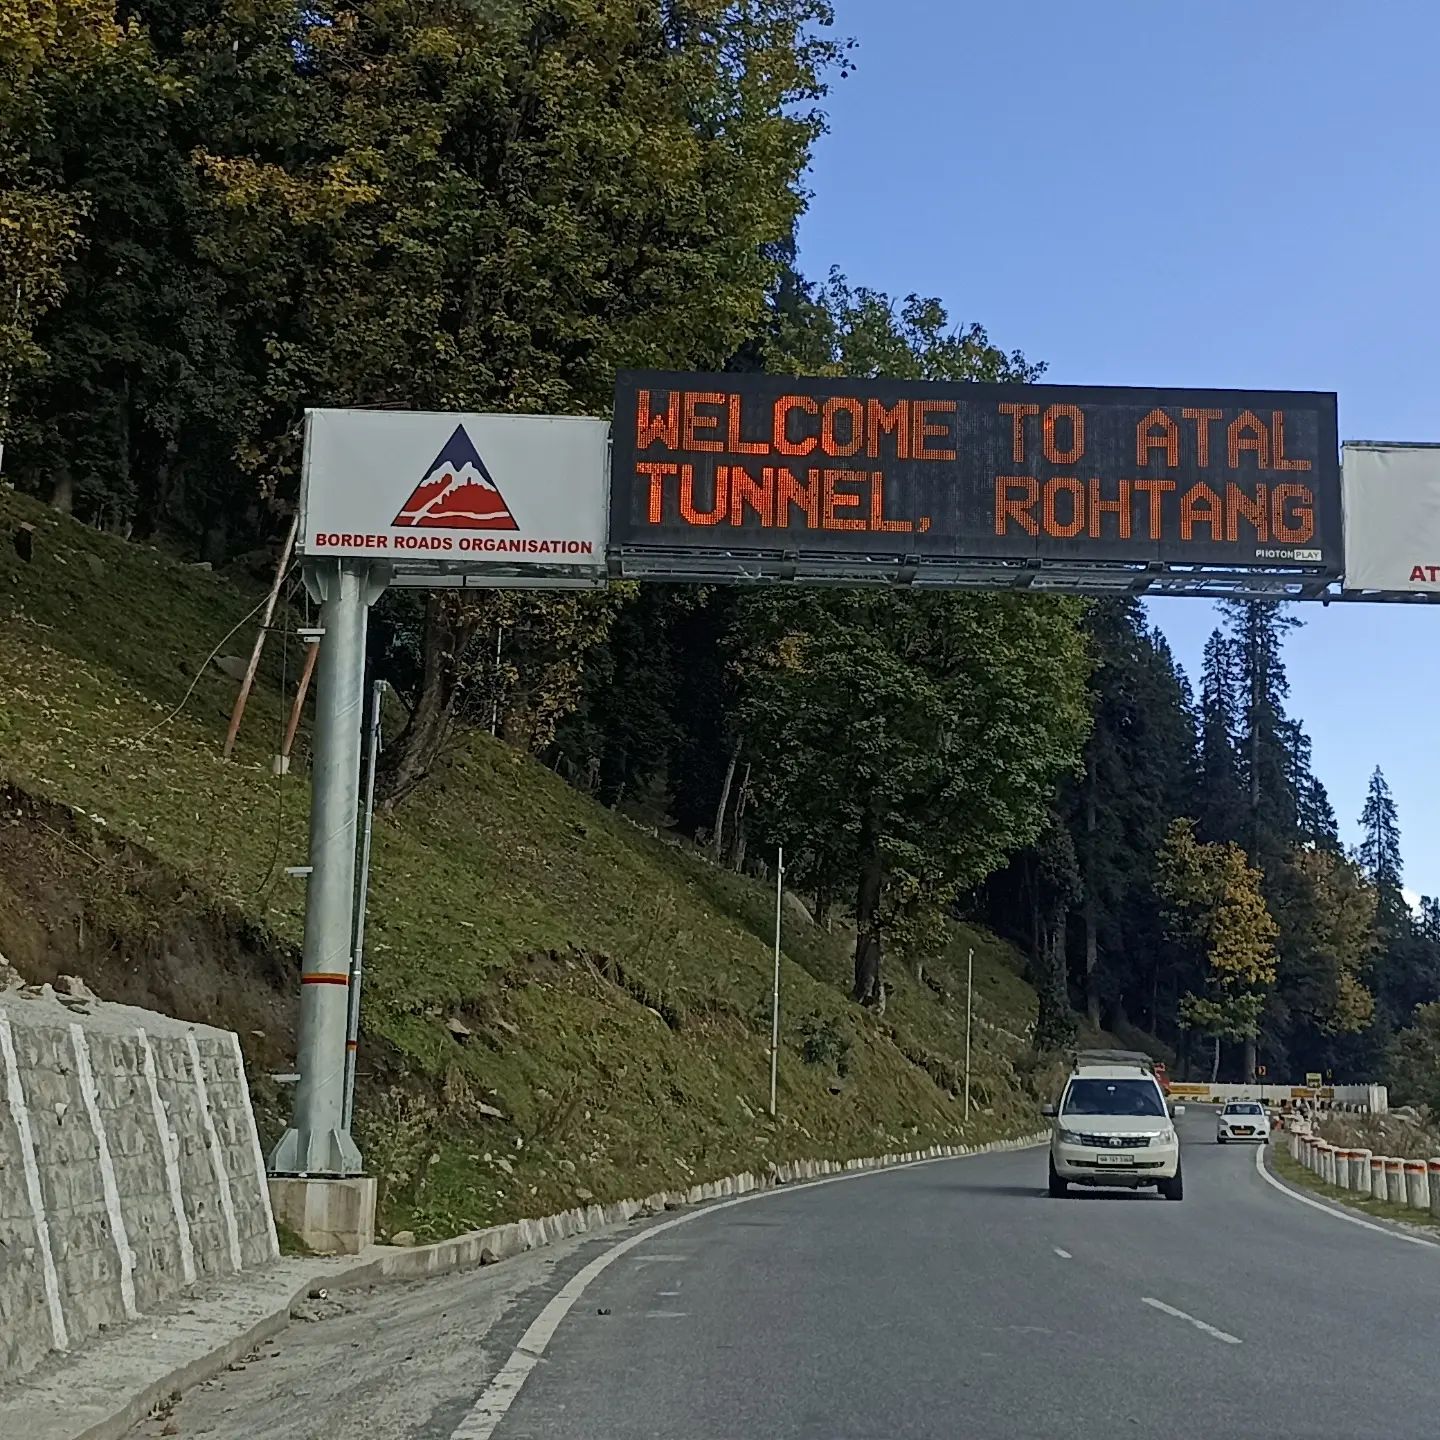 WELCOME TO ATAL
TUNNEL, ROHTANG
BORDER ROADS ORGANISATION
PHOTONPLAY
AT